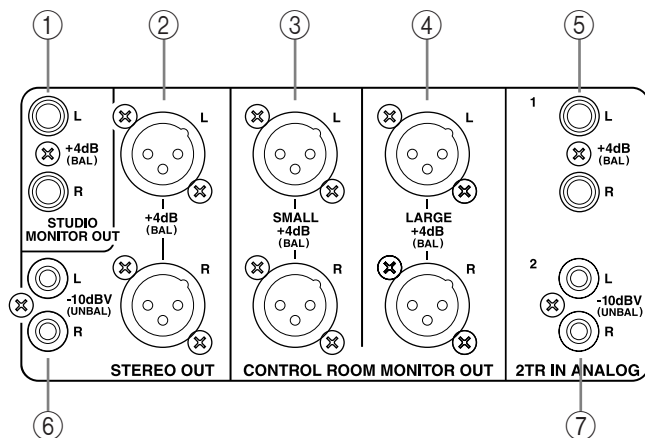 ① ② ③ ④ ⑤
L
+4dB
(BAL)
R
STUDIO
MONITOR OUT
L
-10dBV
(UNBAL)
R
L
+4dB
(BAL)
R
STEREO OUT
L
SMALL
+4dB
(BAL)
R
L
LARGE
+4dB
(BAL)
R
CONTROL ROOM MONITOR OUT
1
L
+4dB
(BAL)
R
2
L
-10dBV
(UNBAL)
R
2TR IN ANALOG
⑥ ⑦